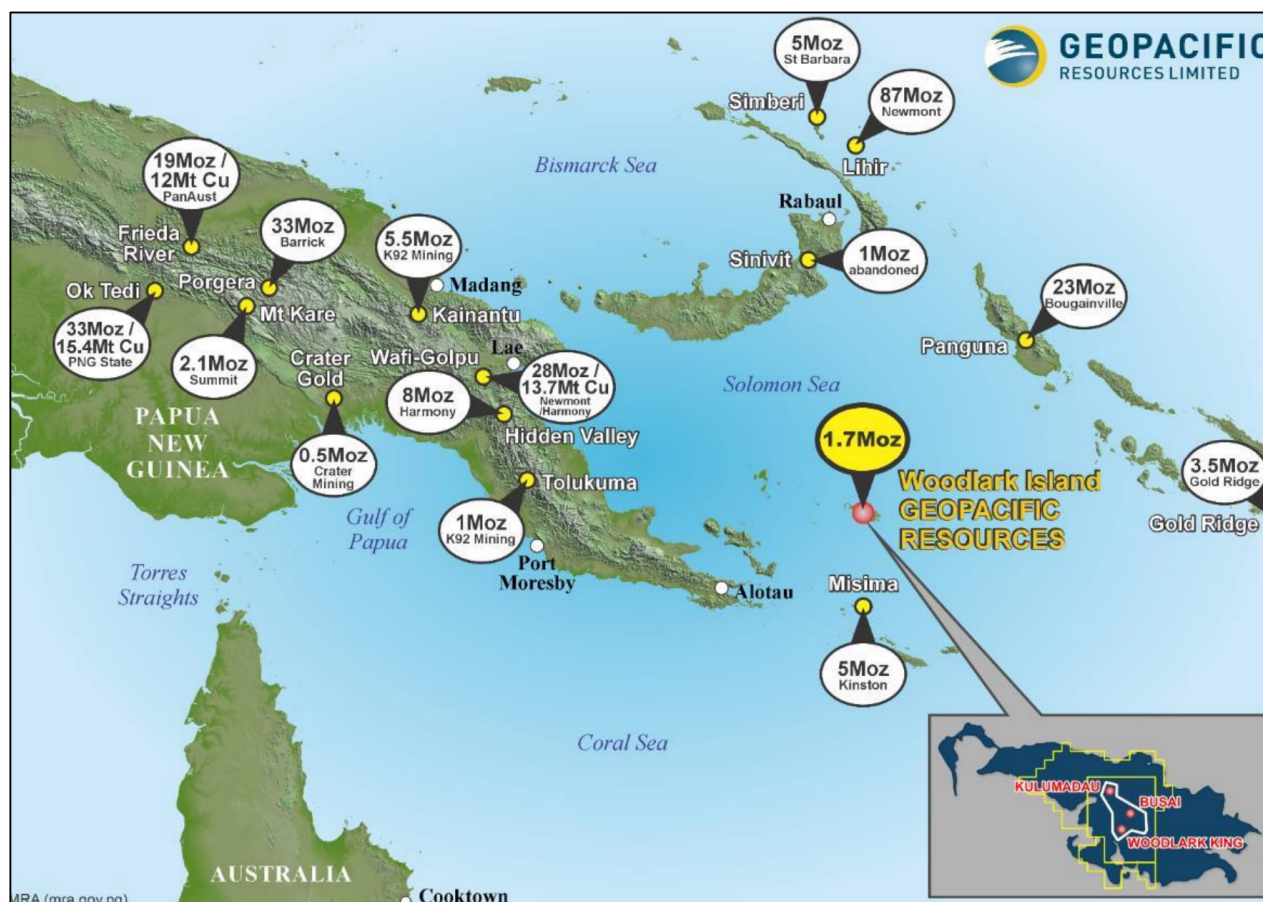 GEOPACIFIC
RESOURCES LIMITED
5Moz
St Barbara
Simberi
87Moz
Newmont
Lihir
Bismarck Sea
19Moz /
12Mt Cu
PanAust
Frieda
River
33Moz
Barrick
Porgera
5.5Moz
K92 Mining
Madang
Kainantu
Rabaul
Sinivit
1Moz
abandoned
23Moz
Bougainville
Panguna
Ok Tedi
33Moz /
15.4Mt Cu
PNG State
Mt Kare
2.1Moz
Summit
Crater
Gold
0.5Moz
Crater
Mining
Wafi-Golpu
Lae
28Moz /
13.7Mt Cu
Newmont
/Harmony
8Moz
Harmony
Hidden Valley
Solomon Sea
PAPUA
NEW
GUINEA
Tolukuma
1Moz
K92 Mining
Gulf of
Papua
Port
Moresby
Torres
Straights
Alotau
1.7Moz
Woodlark Island
GEOPACIFIC
RESOURCES
3.5Moz
Gold Ridge
Gold Ridge
Misima
5Moz
Kinston
Coral Sea
KULUMADAU
BUSAI
WOODLARK KING
AUSTRALIA
Cooktown
MRA (mra.gov.pg)